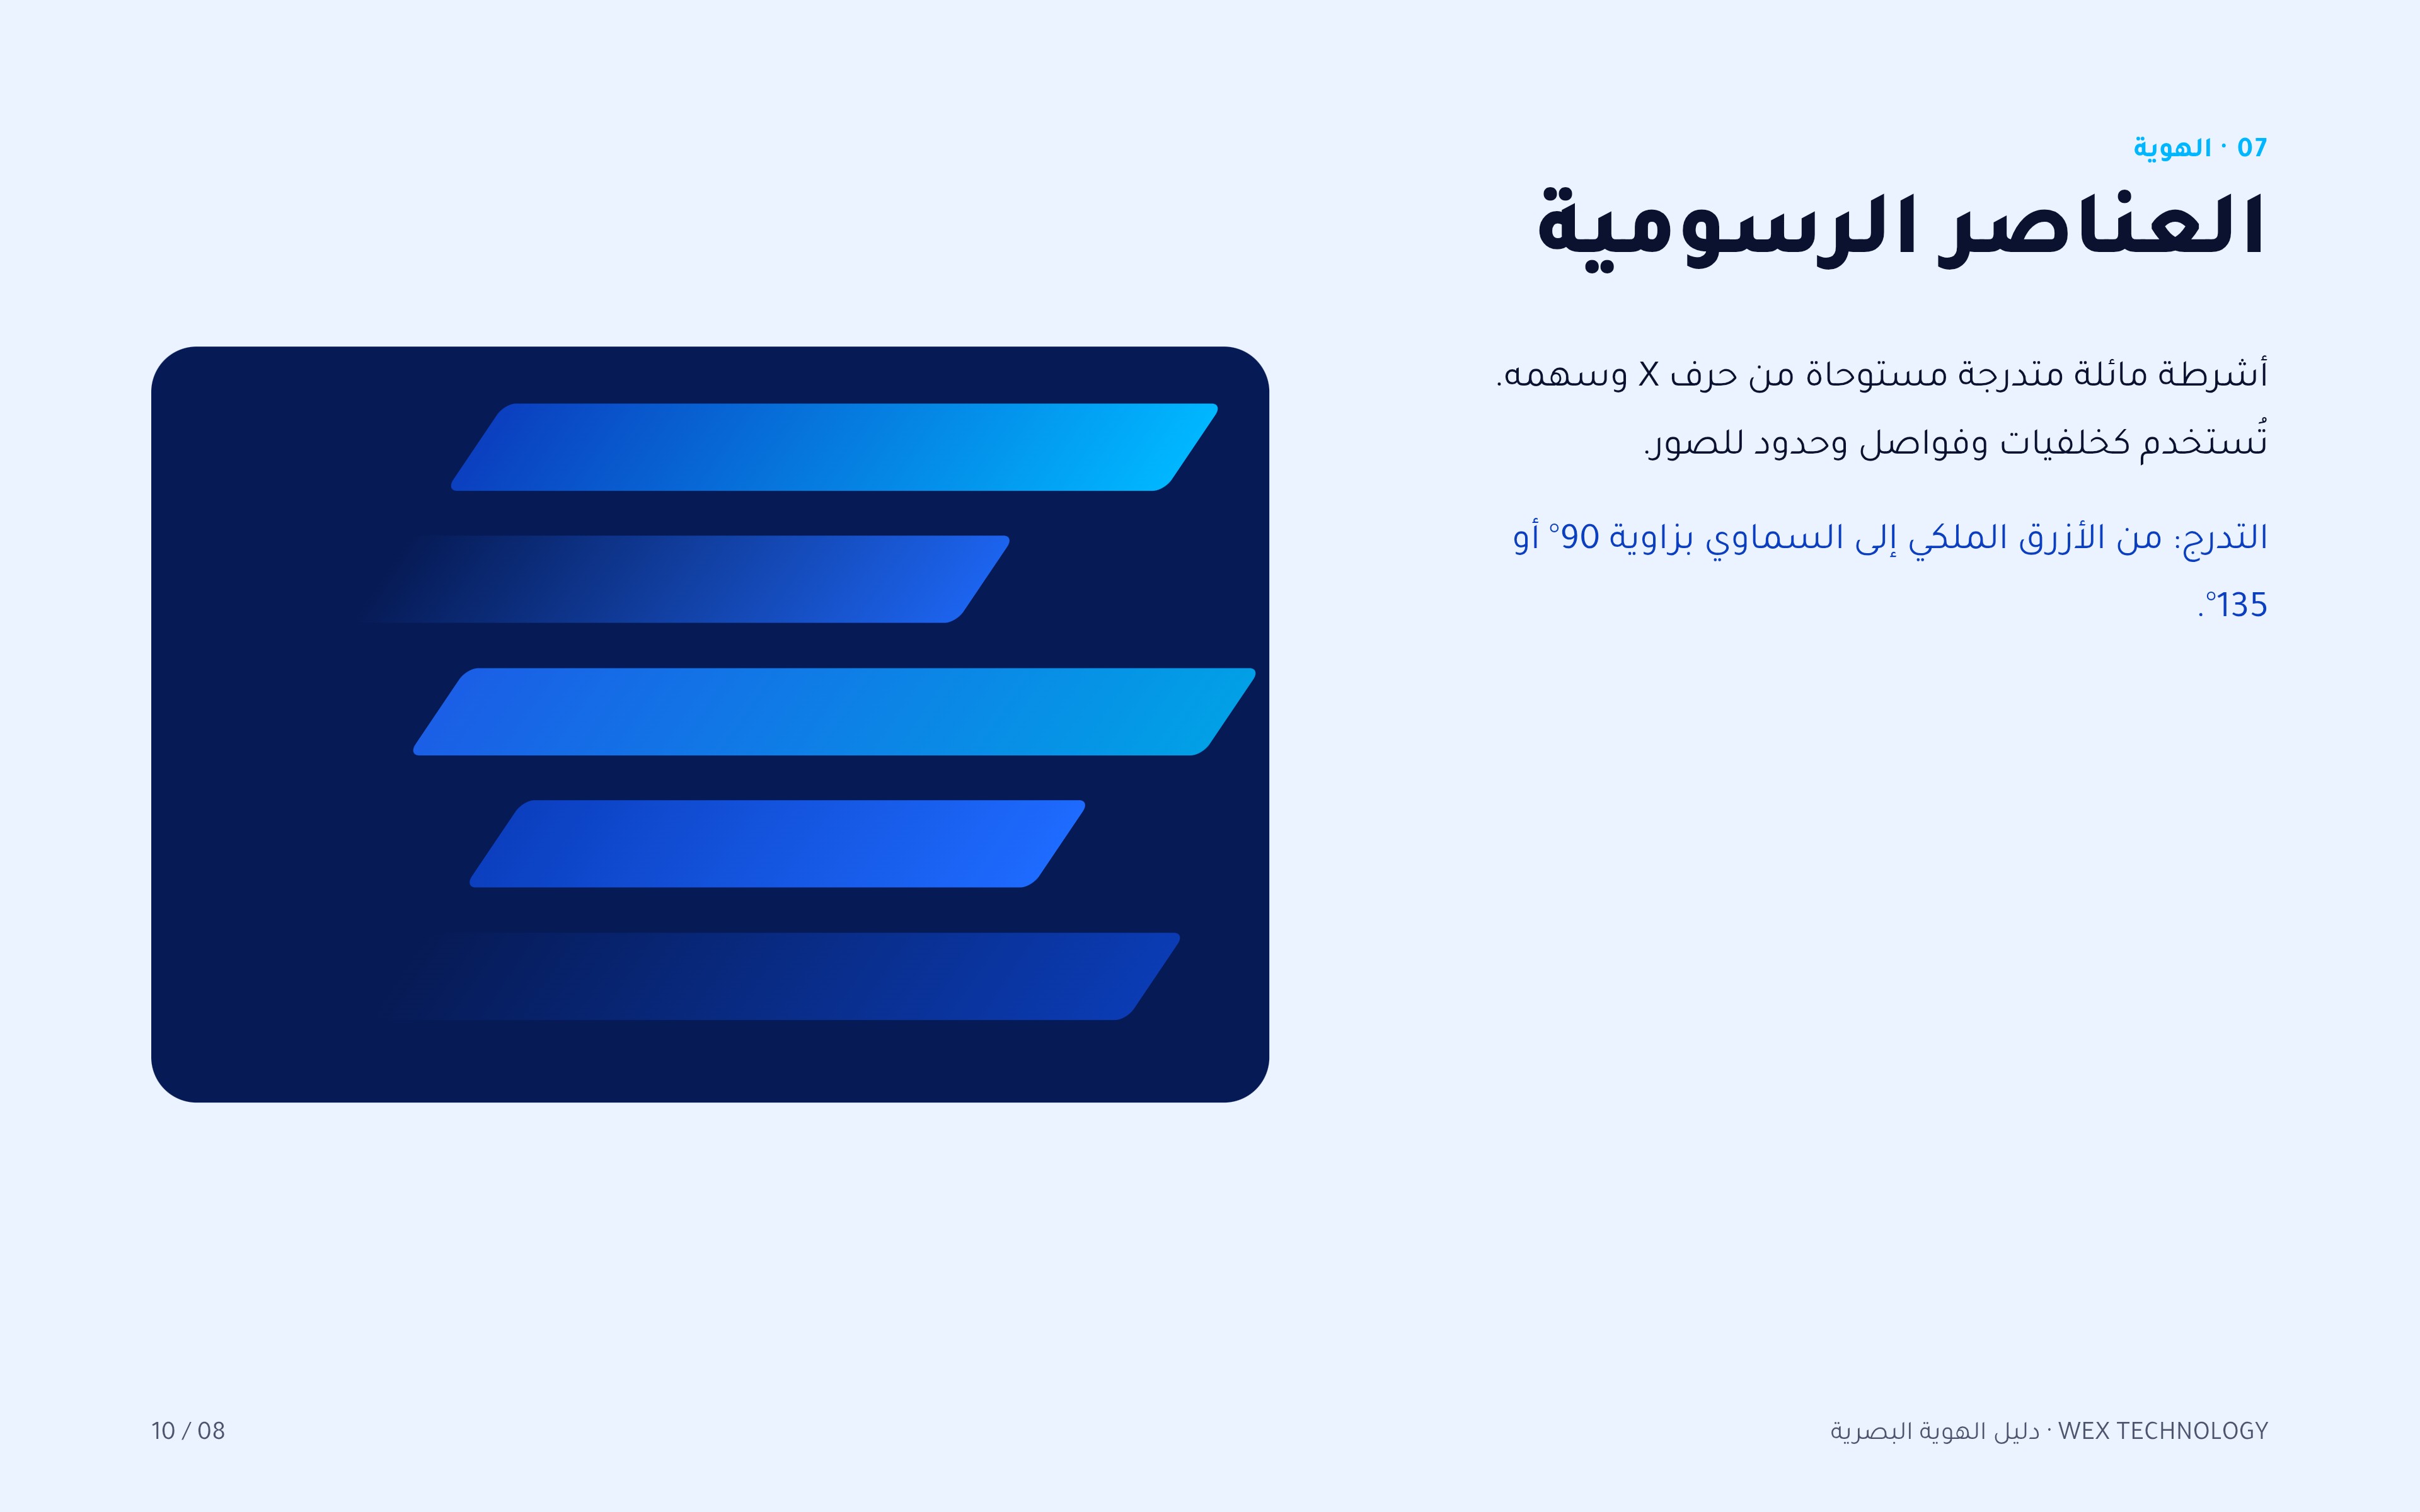 07 · الهوية
العناصر الرسومية
أشرطة مائلة متدرجة مستوحاة من حرف X وسهمه.
تُستخدم كخلفيات وفواصل وحدود للصور.
التدرج: من الأزرق الملكي إلى السماوي بزاوية 90° أو
135°.
WEX TECHNOLOGY · دليل الهوية البصرية
10 / 08